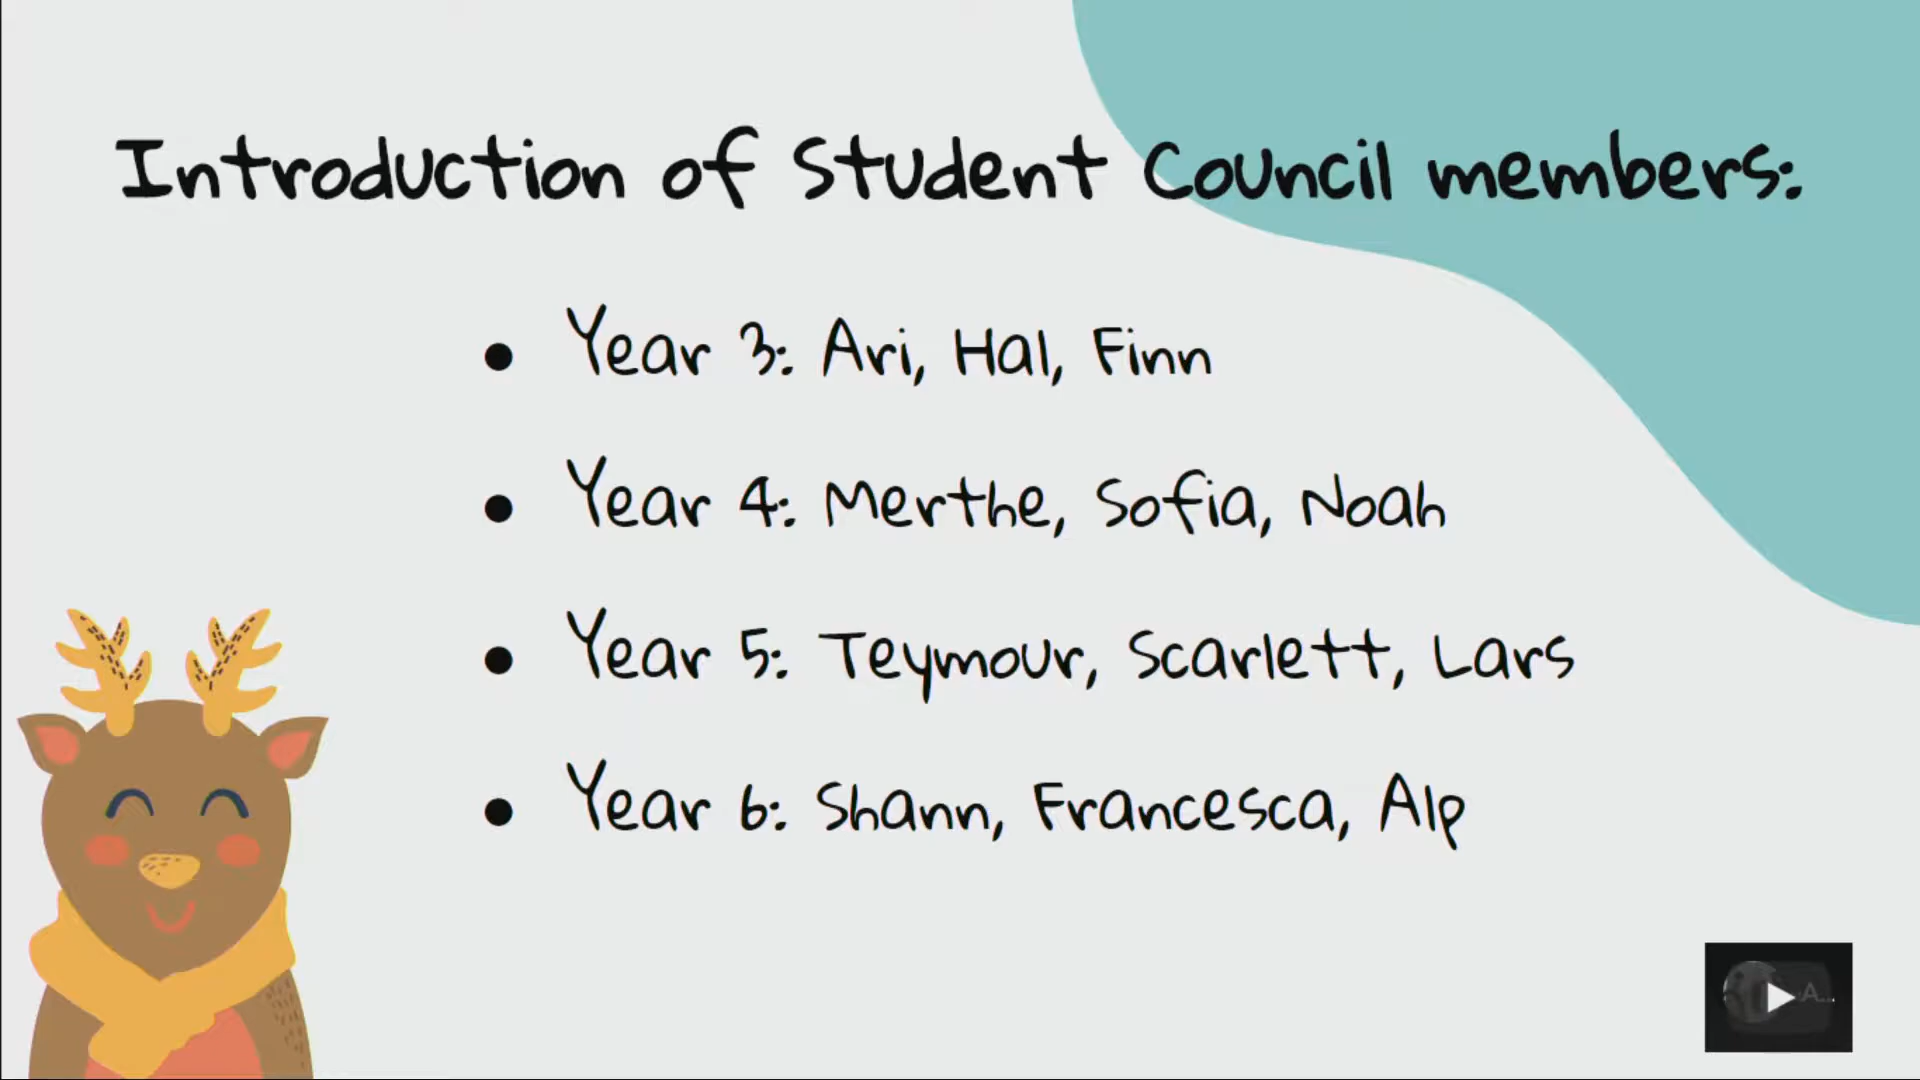 Introduction of Student Council members:
• Year 3: Ari, Hal, Finn
• Year 4: Merthe, Sofia, Noah
• Year 5: Teymour, Scarlett, Lars
• Year 6: Shann, Francesca, Alp
A...